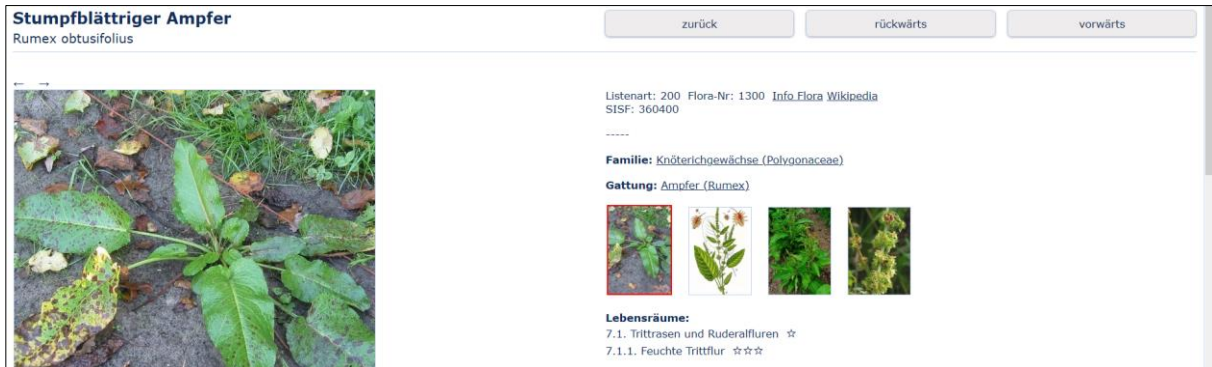 Stumpfblättriger Ampfer
Rumex obtusifolius
zurück
rückwärts
vorwärts
← →
Listenart: 200 Flora-Nr: 1300 Info Flora Wikipedia
SISF: 360400
-----
Familie: Knöterichgewächse (Polygonaceae)
Gattung: Ampfer (Rumex)
Lebensräume:
7.1. Trittrasen und Ruderalfluren ☆
7.1.1. Feuchte Trittflur ☆☆☆